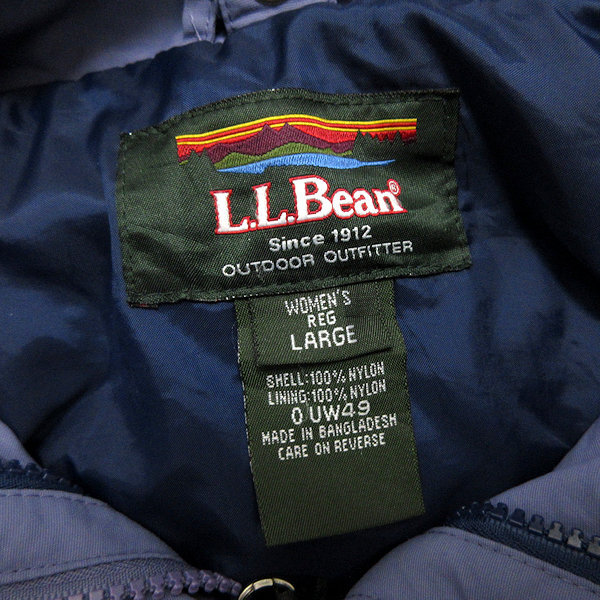 L.L.Bean®
Since 1912
OUTDOOR OUTFITTER
WOMEN'S
REG
LARGE
SHELL:100% NYLON
LINING:100% NYLON
0 UW49
MADE IN BANGLADESH
CARE ON REVERSE